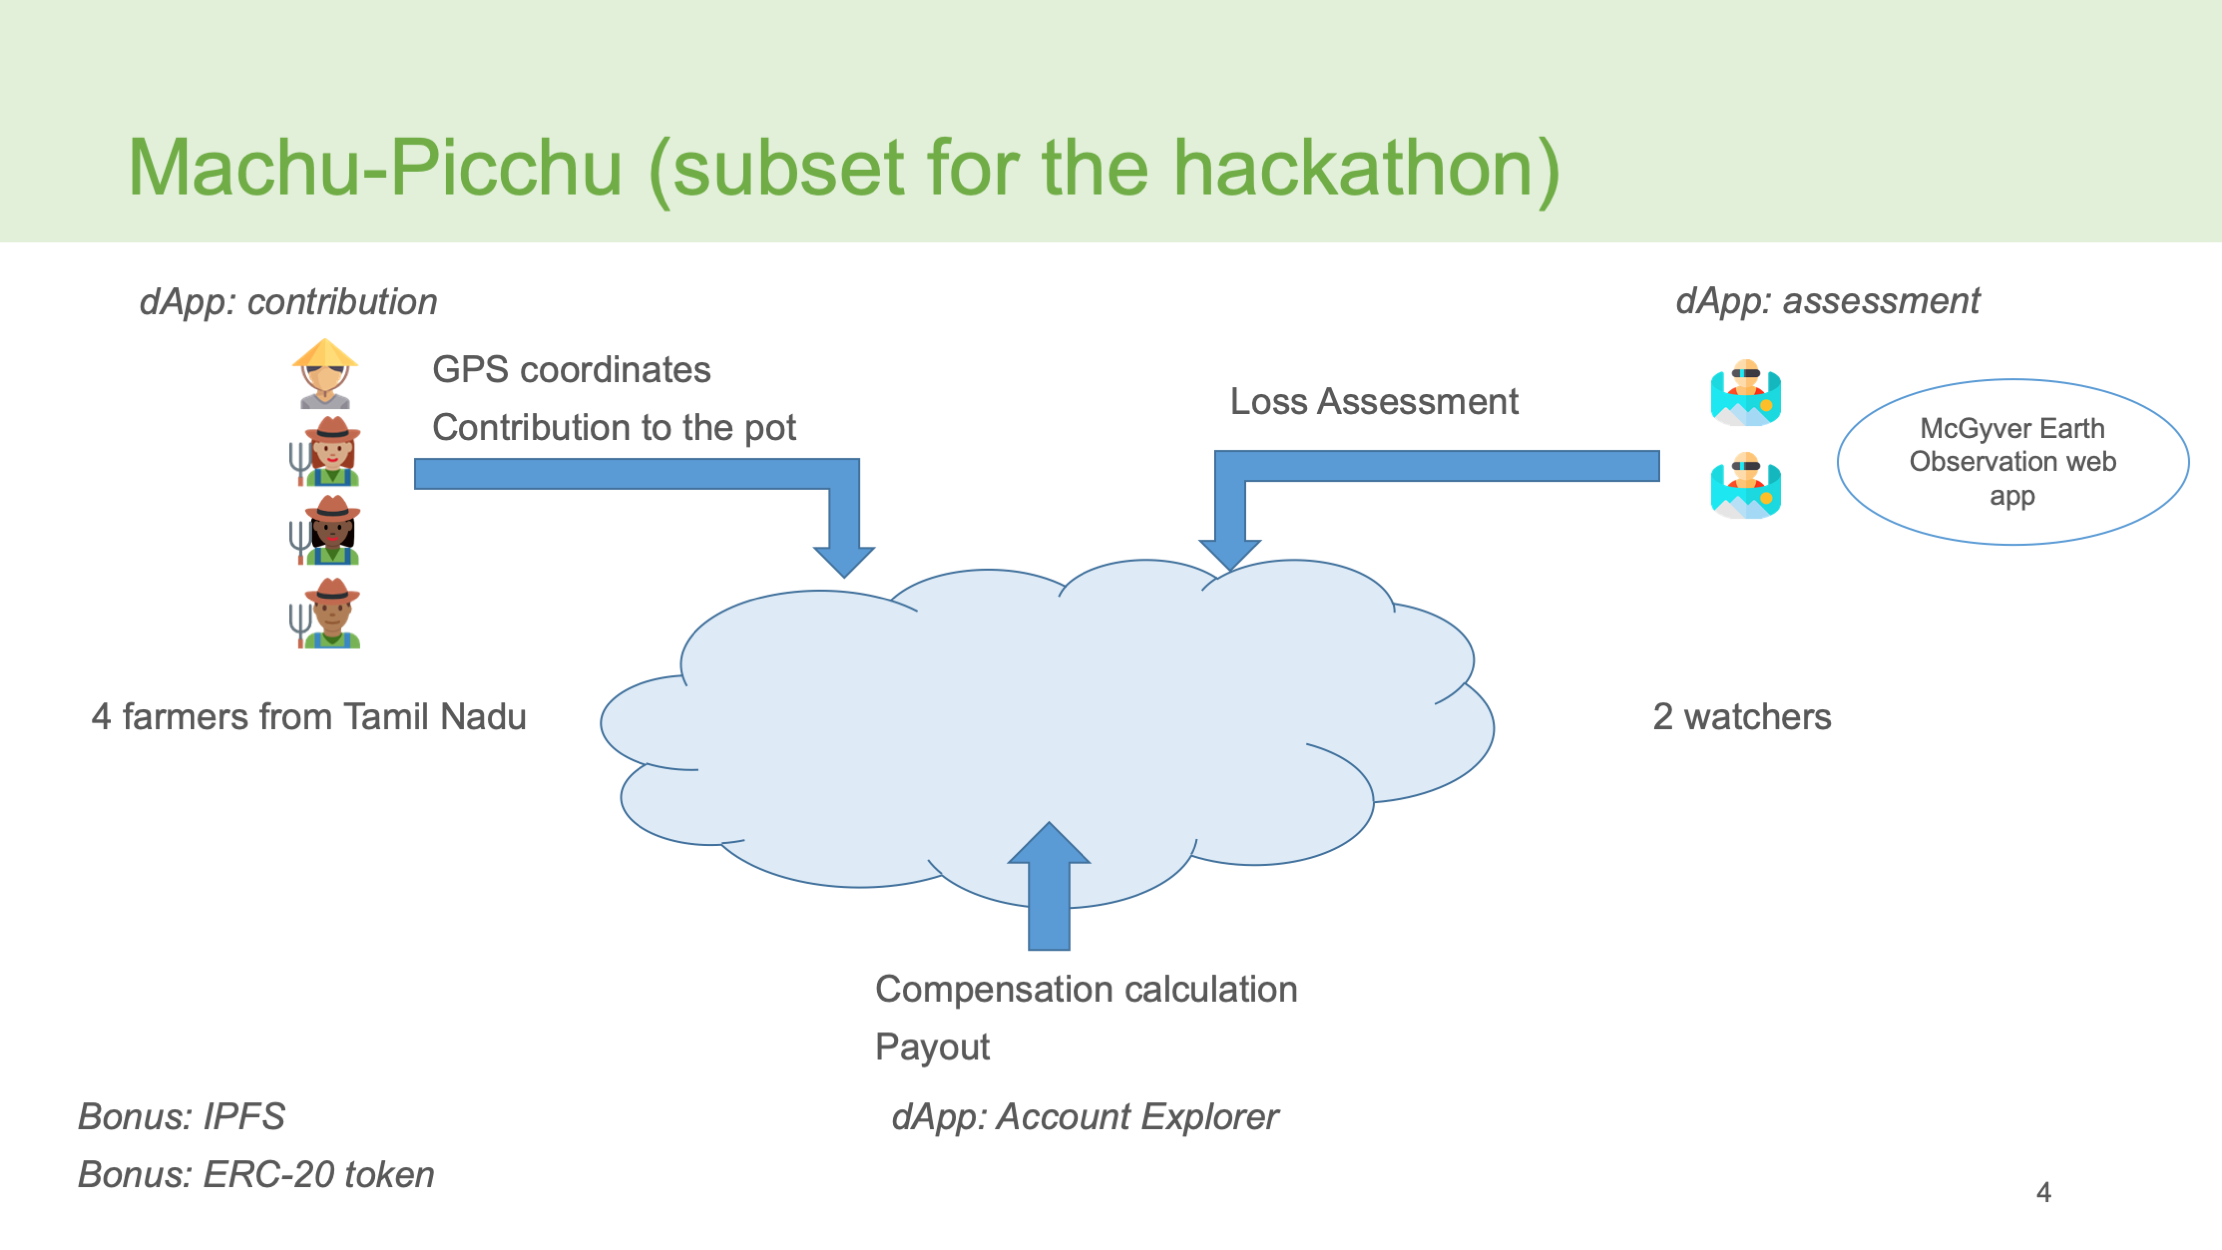 Machu-Picchu (subset for the hackathon)
dApp: contribution
GPS coordinates
Contribution to the pot
4 farmers from Tamil Nadu
dApp: assessment
Loss Assessment
McGyver Earth
Observation web
app
2 watchers
Compensation calculation
Payout
dApp: Account Explorer
Bonus: IPFS
Bonus: ERC-20 token
4